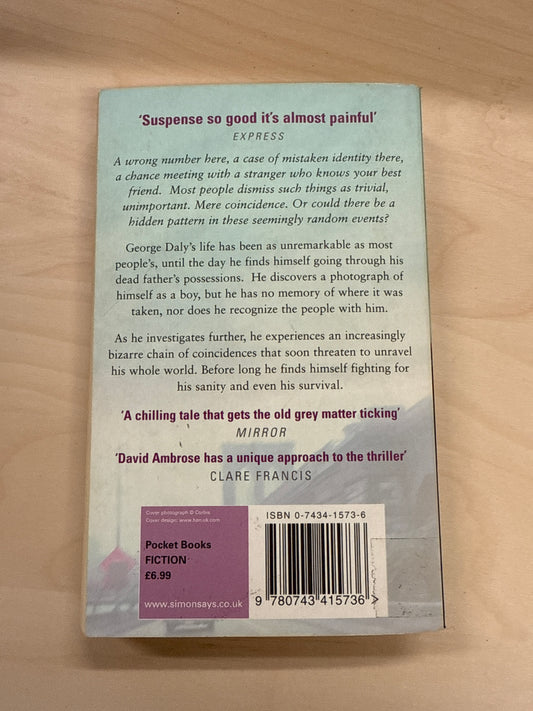 'Suspense so good it's almost painful'
EXPRESS
A wrong number here, a case of mistaken identity there,
a chance meeting with a stranger who knows your best
friend. Most people dismiss such things as trivial,
unimportant. Mere coincidence. Or could there be a
hidden pattern in these seemingly random events?
George Daly's life has been as unremarkable as most
people's, until the day he finds himself going through his
dead father's possessions. He discovers a photograph of
himself as a boy, but he has no memory of where it was
taken, nor does he recognize the people with him.
As he investigates further, he experiences an increasingly
bizarre chain of coincidences that soon threaten to unravel
his whole world. Before long he finds himself fighting for
his sanity and even his survival.
'A chilling tale that gets the old grey matter ticking'
MIRROR
'David Ambrose has a unique approach to the thriller'
CLARE FRANCIS
Cover photograph © Corbis
Cover design: www.hen.uk.com
Pocket Books
FICTION
£6.99
www.simonsays.co.uk
ISBN 0-7434-1573-6
9 780743 415736